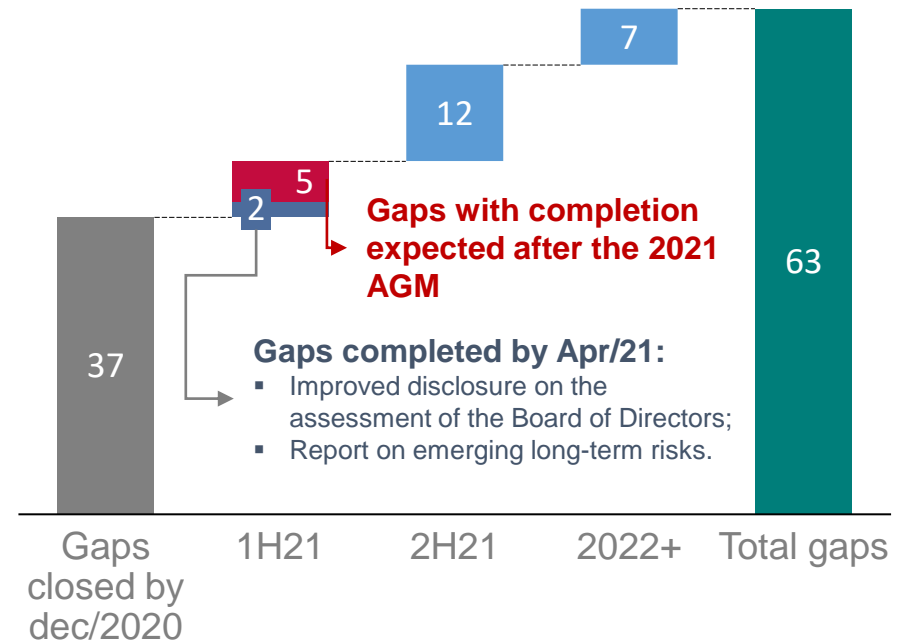 7
12
5
2
Gaps with completion
expected after the 2021
AGM
63
37
Gaps completed by Apr/21:
▪ Improved disclosure on the
assessment of the Board of Directors;
▪ Report on emerging long-term risks.
Gaps
closed by
dec/2020
1H21
2H21
2022+
Total gaps